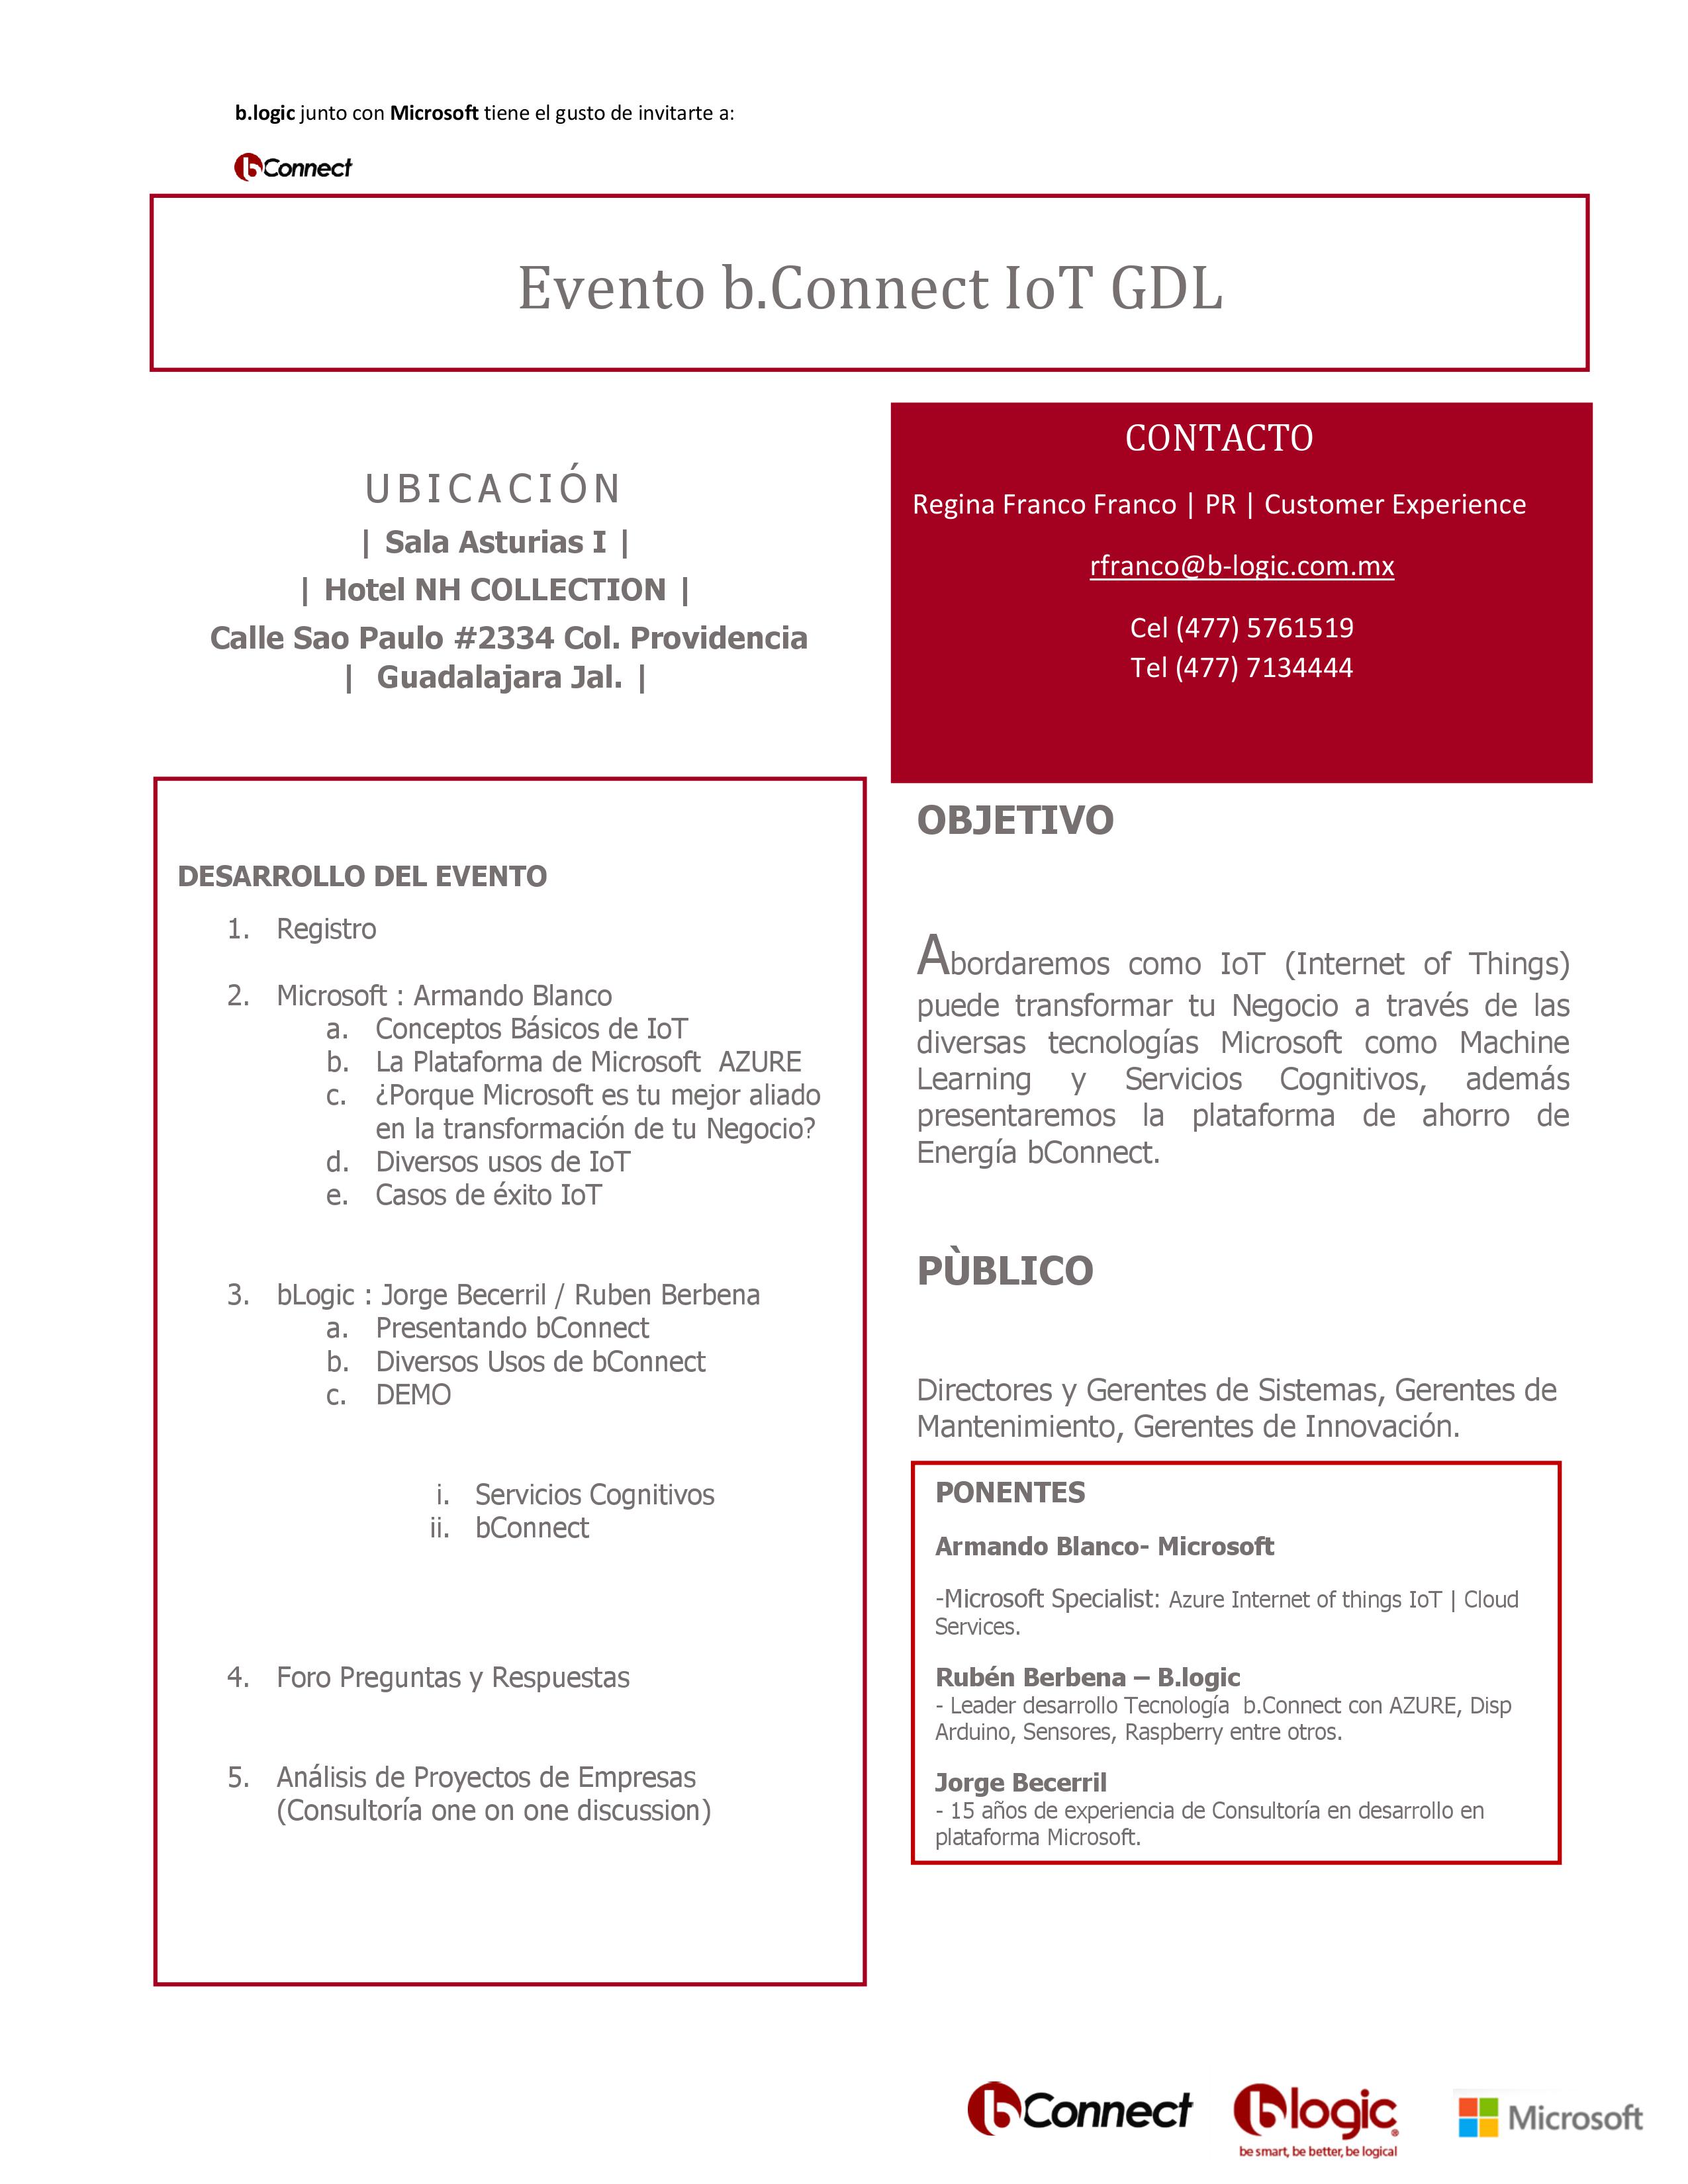 b.logic junto con Microsoft tiene el gusto de invitarte a:
bConnect
Evento b.Connect IoT GDL
UBICACIÓN
| Sala Asturias I |
| Hotel NH COLLECTION |
Calle Sao Paulo #2334 Col. Providencia
| Guadalajara Jal. |
CONTACTO
Regina Franco Franco | PR | Customer Experience
rfranco@b-logic.com.mx
Cel (477) 5761519
Tel (477) 7134444
DESARROLLO DEL EVENTO
1. Registro
2. Microsoft : Armando Blanco
a. Conceptos Básicos de IoT
b. La Plataforma de Microsoft AZURE
c. ¿Porque Microsoft es tu mejor aliado
en la transformación de tu Negocio?
d. Diversos usos de IoT
e. Casos de éxito IoT
3. bLogic : Jorge Becerril / Ruben Berbena
a. Presentando bConnect
b. Diversos Usos de bConnect
c. DEMO
i. Servicios Cognitivos
ii. bConnect
4. Foro Preguntas y Respuestas
5. Análisis de Proyectos de Empresas
(Consultoría one on one discussion)
OBJETIVO
Abordaremos como IoT (Internet of Things)
puede transformar tu Negocio a través de las
diversas tecnologías Microsoft como Machine
Learning y Servicios Cognitivos, además
presentaremos la plataforma de ahorro de
Energía bConnect.
PÙBLICO
Directores y Gerentes de Sistemas, Gerentes de
Mantenimiento, Gerentes de Innovación.
PONENTES
Armando Blanco- Microsoft
-Microsoft Specialist: Azure Internet of things IoT | Cloud
Services.
Rubén Berbena – B.logic
- Leader desarrollo Tecnología b.Connect con AZURE, Disp
Arduino, Sensores, Raspberry entre otros.
Jorge Becerril
- 15 años de experiencia de Consultoría en desarrollo en
plataforma Microsoft.
bConnect
blogic®
be smart, be better, be logical
Microsoft